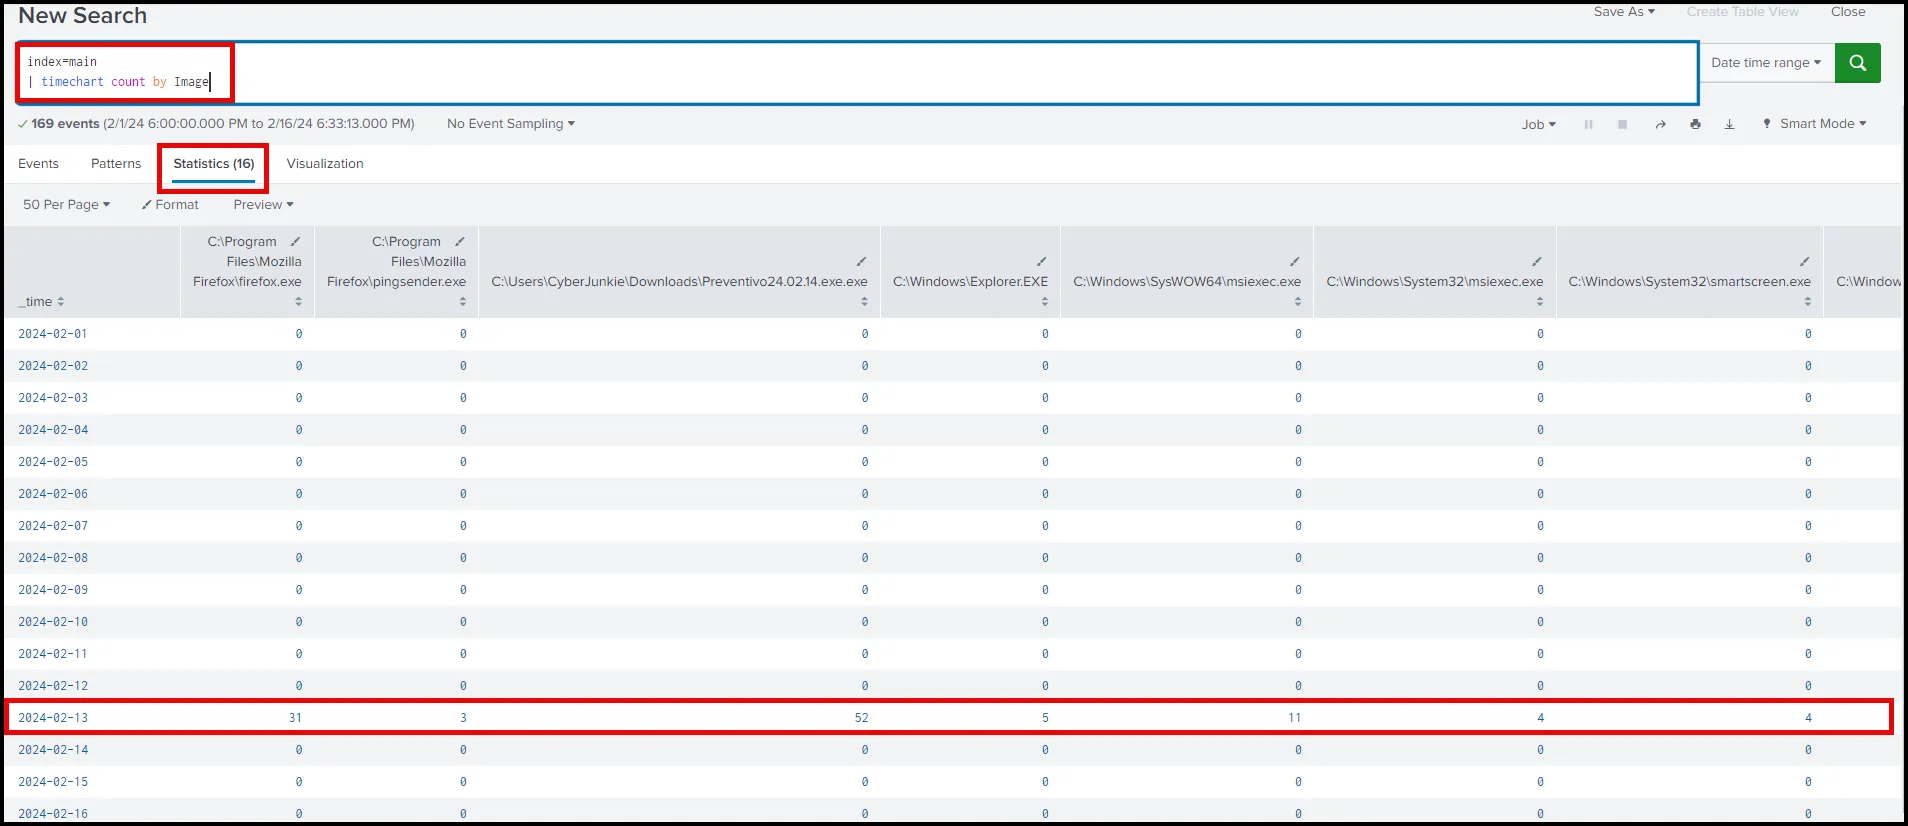 New Search
Save As Create Table View Close
index=main
| timechart count by Image
Date time range
169 events (2/1/24 6:00:00.000 PM to 2/16/24 6:33:13.000 PM) No Event Sampling Job Smart Mode
Events Patterns Statistics (16) Visualization
50 Per Page Format Preview
_time
C:\Program
Files\Mozilla
Firefox\firefox.exe
C:\Program
Files\Mozilla
Firefox\pingsender.exe
C:\Users\CyberJunkie\Downloads\Preventivo24.02.14.exe.exe
C:\Windows\Explorer.EXE
C:\Windows\SysWOW64\msiexec.exe
C:\Windows\System32\msiexec.exe
C:\Windows\System32\smartscreen.exe
C:\Window
2024-02-01 0 0 0 0 0 0 0
2024-02-02 0 0 0 0 0 0 0
2024-02-03 0 0 0 0 0 0 0
2024-02-04 0 0 0 0 0 0 0
2024-02-05 0 0 0 0 0 0 0
2024-02-06 0 0 0 0 0 0 0
2024-02-07 0 0 0 0 0 0 0
2024-02-08 0 0 0 0 0 0 0
2024-02-09 0 0 0 0 0 0 0
2024-02-10 0 0 0 0 0 0 0
2024-02-11 0 0 0 0 0 0 0
2024-02-12 0 0 0 0 0 0 0
2024-02-13 31 3 52 5 11 4 4
2024-02-14 0 0 0 0 0 0 0
2024-02-15 0 0 0 0 0 0 0
2024-02-16 0 0 0 0 0 0 0